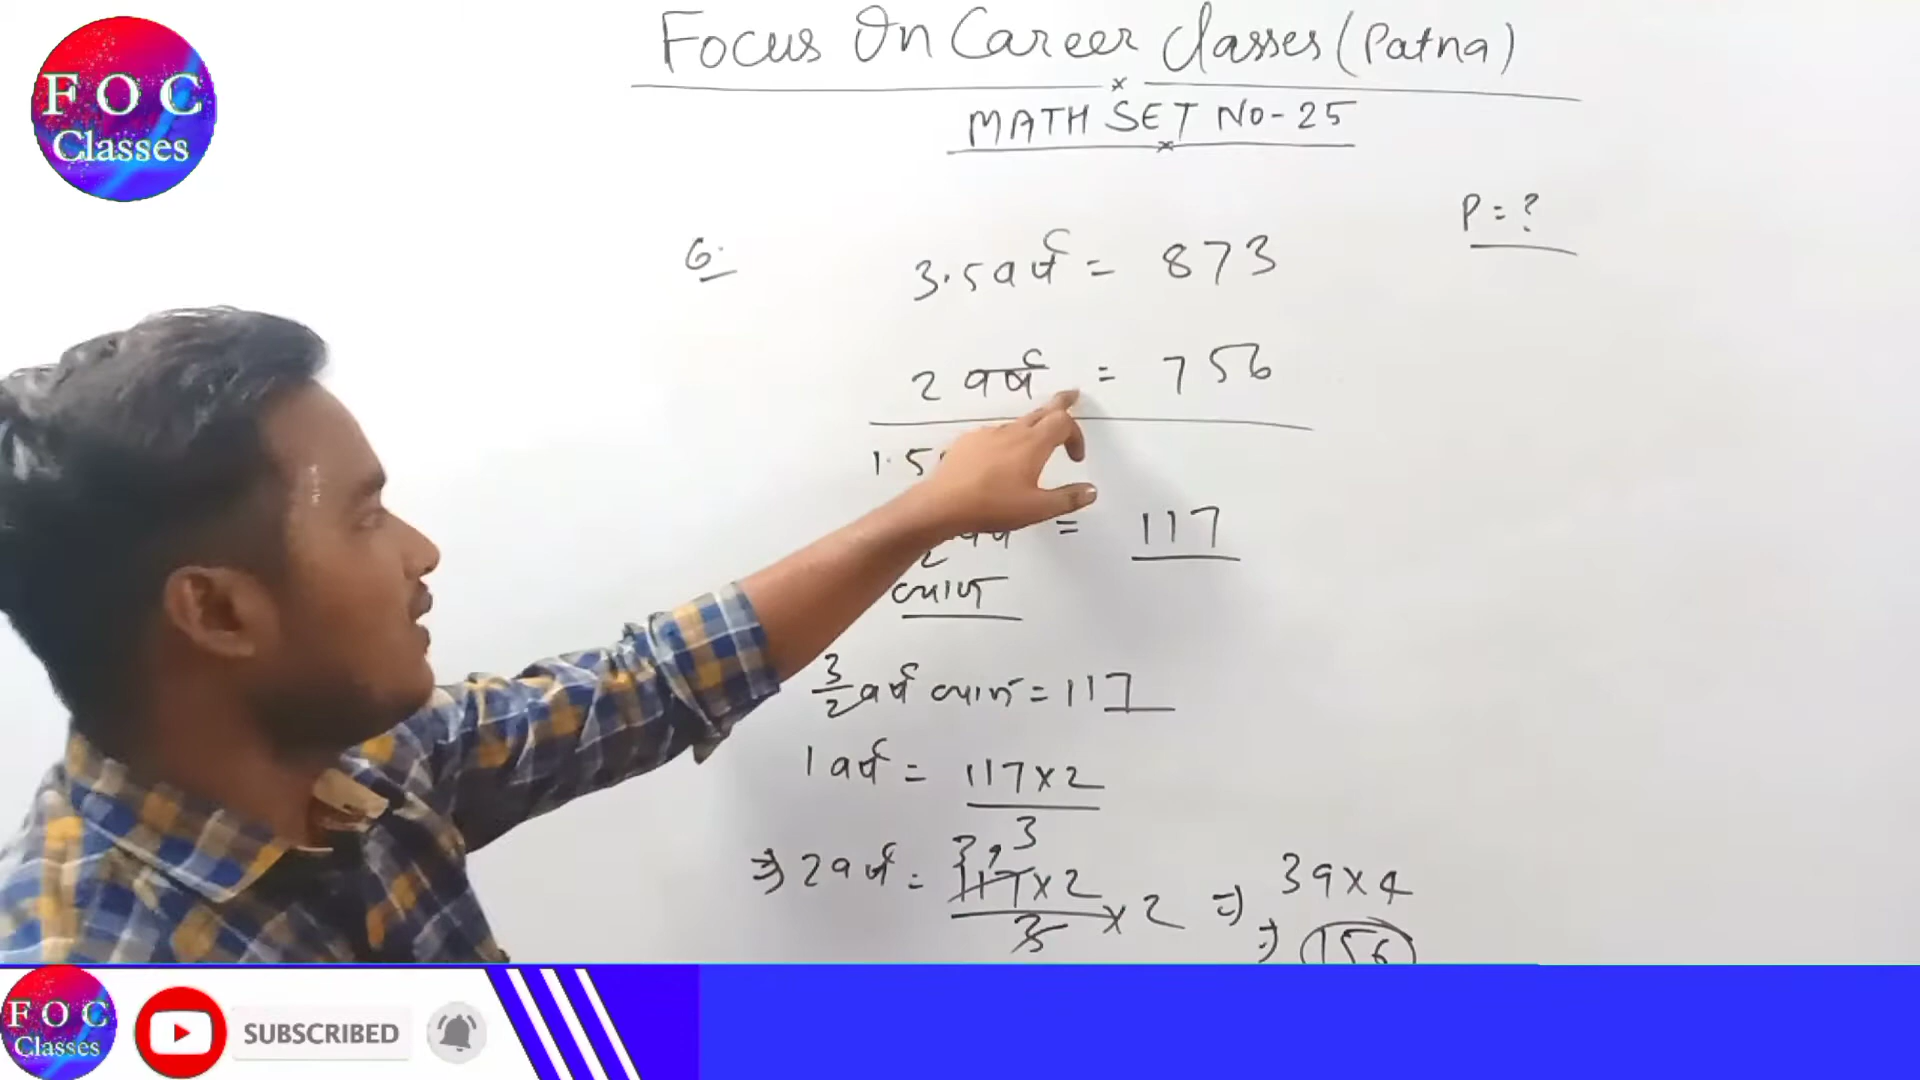 F O C
Classes
Focus On Career Classes (Patna)
MATH SET No-25
P = ?
6.
3.5 वर्ष = 873
2 वर्ष = 756
1.5
2 = 117
ब्याज
3/2 वर्ष ब्याज = 117
1 वर्ष = 117×2
3
⇒ 2 वर्ष = 117×2/3 ×2 ⇒ 39×4
⇒ 156
F O C
Classes
SUBSCRIBED